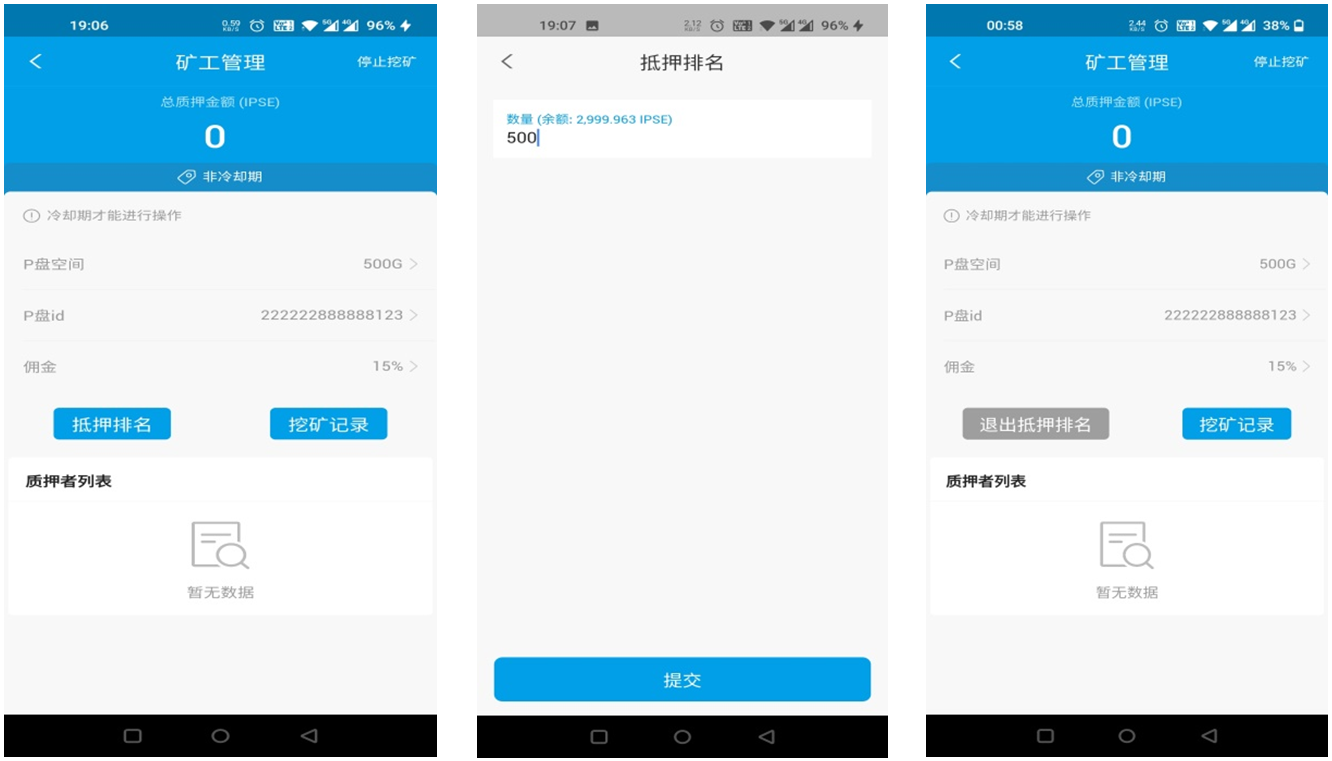 19:06
0.59 KB/S
5G
4G
96%
矿工管理
停止挖矿
总质押金额 (IPSE)
0
非冷却期
冷却期才能进行操作
P盘空间
500G
P盘id
222222888888123
佣金
15%
抵押排名
挖矿记录
质押者列表
暂无数据
19:07
2.12 KB/S
5G
4G
96%
抵押排名
数量 (余额: 2,999.963 IPSE)
500
提交
00:58
2.44 KB/S
5G
4G
38%
矿工管理
停止挖矿
总质押金额 (IPSE)
0
非冷却期
冷却期才能进行操作
P盘空间
500G
P盘id
222222888888123
佣金
15%
退出抵押排名
挖矿记录
质押者列表
暂无数据